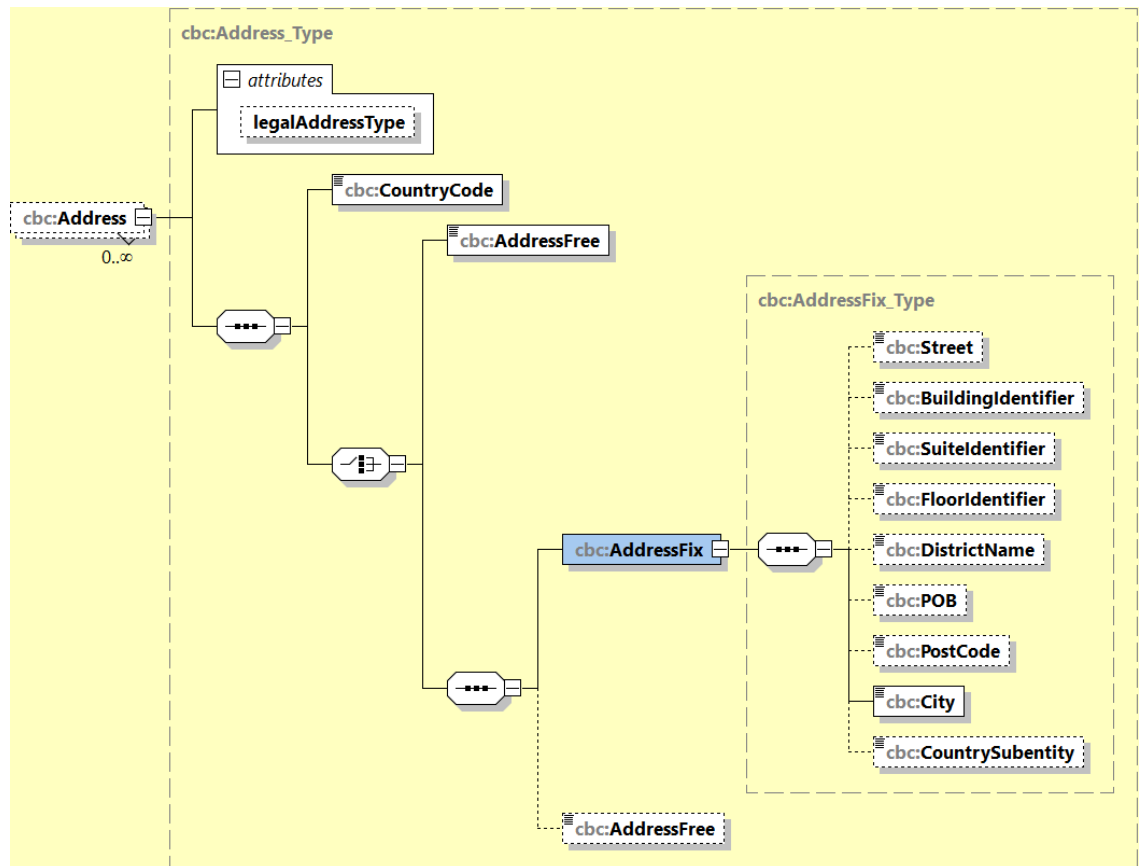 cbc:Address_Type
attributes
legalAddressType
cbc:CountryCode
cbc:Address
0..∞
cbc:AddressFree
cbc:AddressFix_Type
cbc:Street
cbc:BuildingIdentifier
cbc:SuiteIdentifier
cbc:FloorIdentifier
cbc:AddressFix
cbc:DistrictName
cbc:POB
cbc:PostCode
cbc:City
cbc:CountrySubentity
cbc:AddressFree